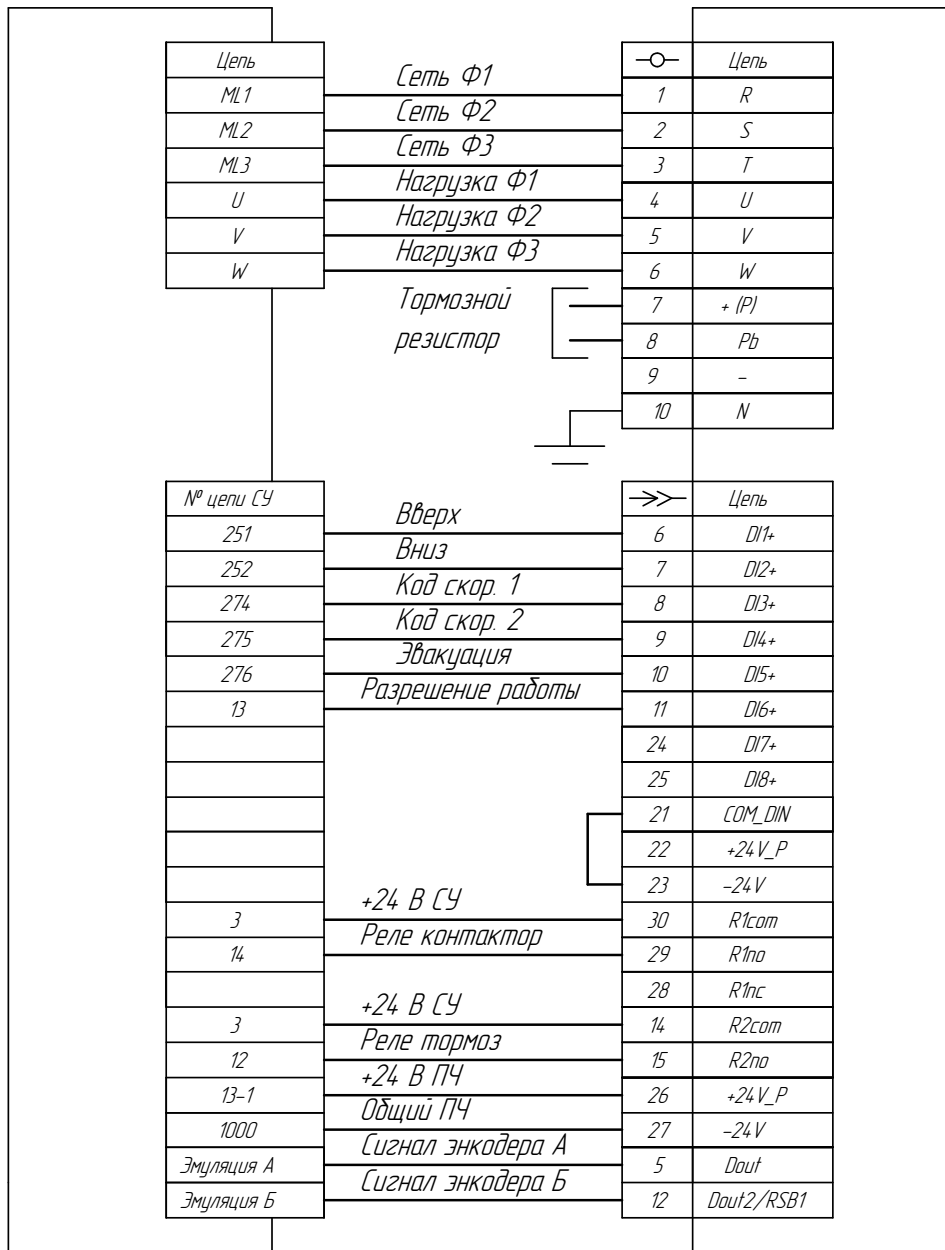 Цепь Цепь
Сеть Ф1
ML1 1 R
Сеть Ф2
ML2 2 S
Сеть Ф3
ML3 3 T
Нагрузка Ф1
U 4 U
Нагрузка Ф2
V 5 V
Нагрузка Ф3
W 6 W
Тормозной 7 + (P)
резистор 8 Pb
9 –
10 N
№ цепи СУ Цепь
Вверх
251 6 DI1+
Вниз
252 7 DI2+
Код скор. 1
274 8 DI3+
Код скор. 2
275 9 DI4+
Эвакуация
276 10 DI5+
Разрешение работы
13 11 DI6+
24 DI7+
25 DI8+
21 COM_DIN
22 +24V_P
23 –24V
+24 В СУ
3 30 R1com
Реле контактор
14 29 R1no
28 R1nc
+24 В СУ
3 14 R2com
Реле тормоз
12 15 R2no
+24 В ПЧ
13-1 26 +24V_P
Общий ПЧ
1000 27 –24V
Сигнал энкодера А
Эмуляция А 5 Dout
Сигнал энкодера Б
Эмуляция Б 12 Dout2/RSB1